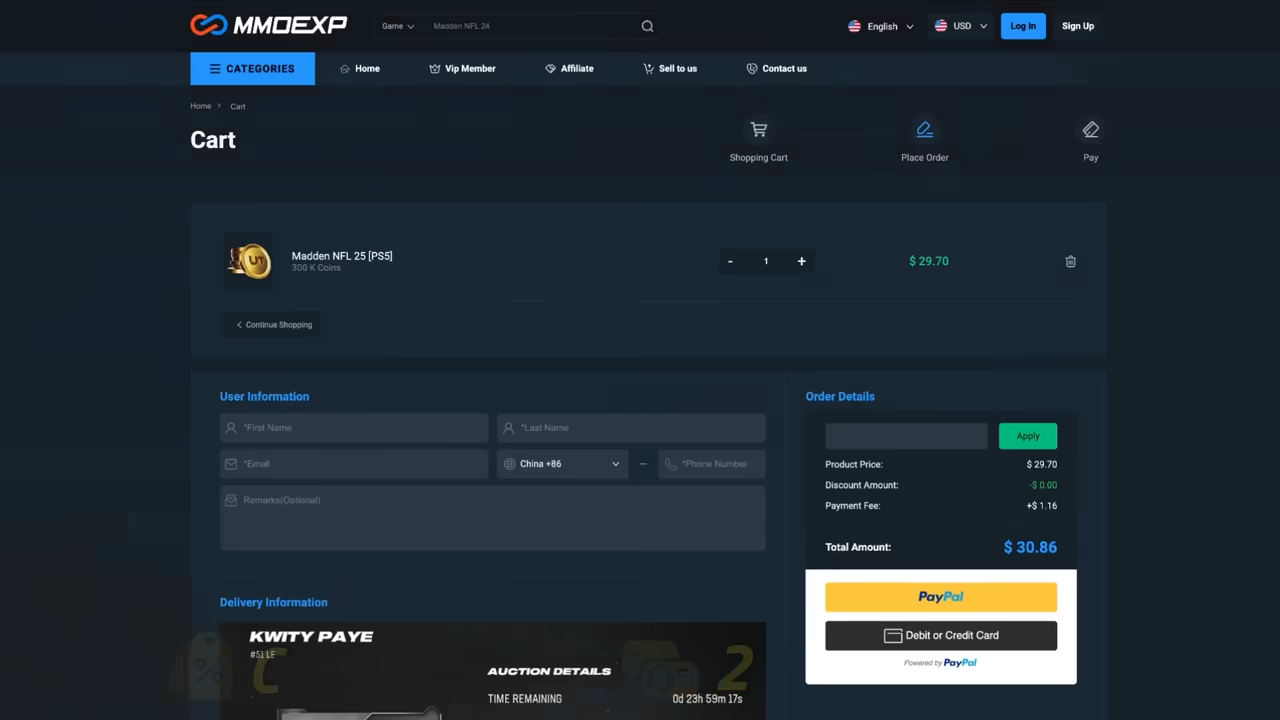 MMOEXP
Game
Madden NFL 24
English
USD
Log In
Sign Up
CATEGORIES
Home
Vip Member
Affiliate
Sell to us
Contact us
Home > Cart
Cart
Shopping Cart
Place Order
Pay
UT
Madden NFL 25 [PS5]
300 K Coins
- 1 +
$ 29.70
< Continue Shopping
User Information
*First Name
*Last Name
*Email
China +86
*Phone Number
Remarks(Optional)
Order Details
Apply
Product Price: $ 29.70
Discount Amount: -$ 0.00
Payment Fee: +$ 1.16
Total Amount: $ 30.86
PayPal
Debit or Credit Card
Powered by PayPal
Delivery Information
KWITY PAYE
#51 LE
AUCTION DETAILS
TIME REMAINING 0d 23h 59m 17s
C
2